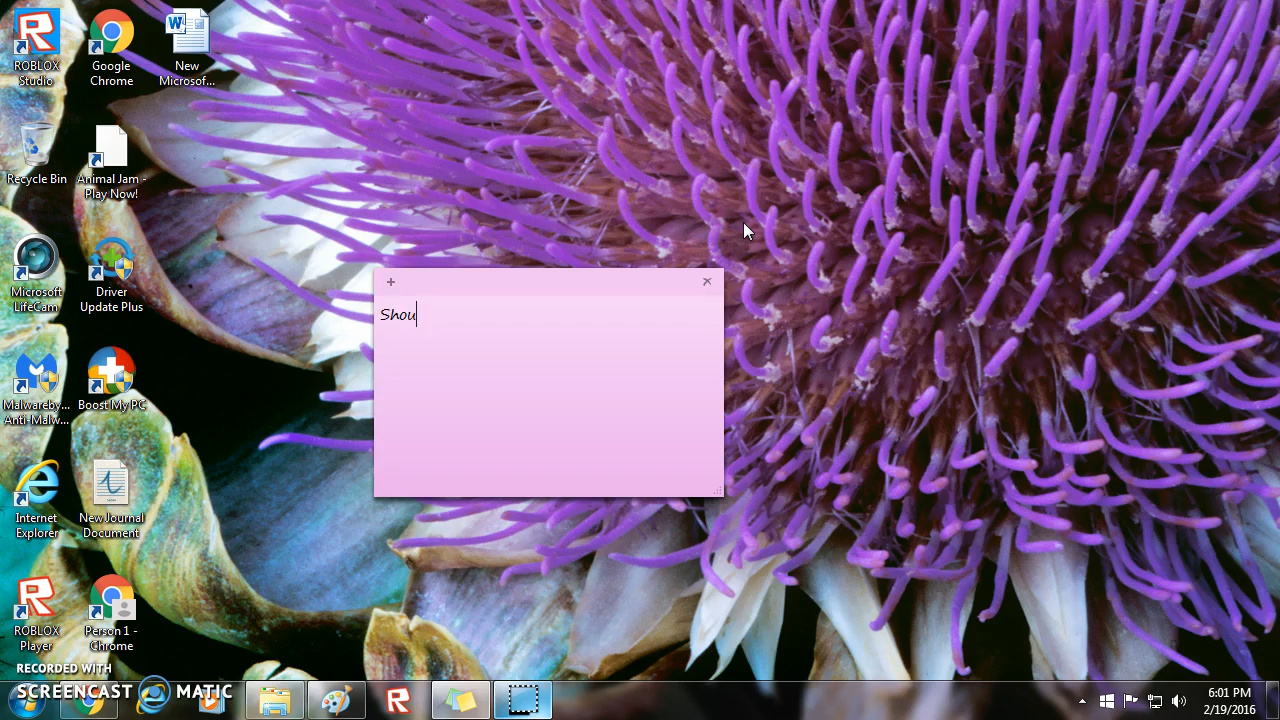 ROBLOX Studio
Google Chrome
New Microsof...
Recycle Bin
Animal Jam - Play Now!
Microsoft LifeCam
Driver Update Plus
Malwareby... Anti-Malw...
Boost My PC
Internet Explorer
New Journal Document
ROBLOX Player
Person 1 - Chrome
+
Shou
RECORDED WITH
SCREENCAST MATIC
6:01 PM
2/19/2016